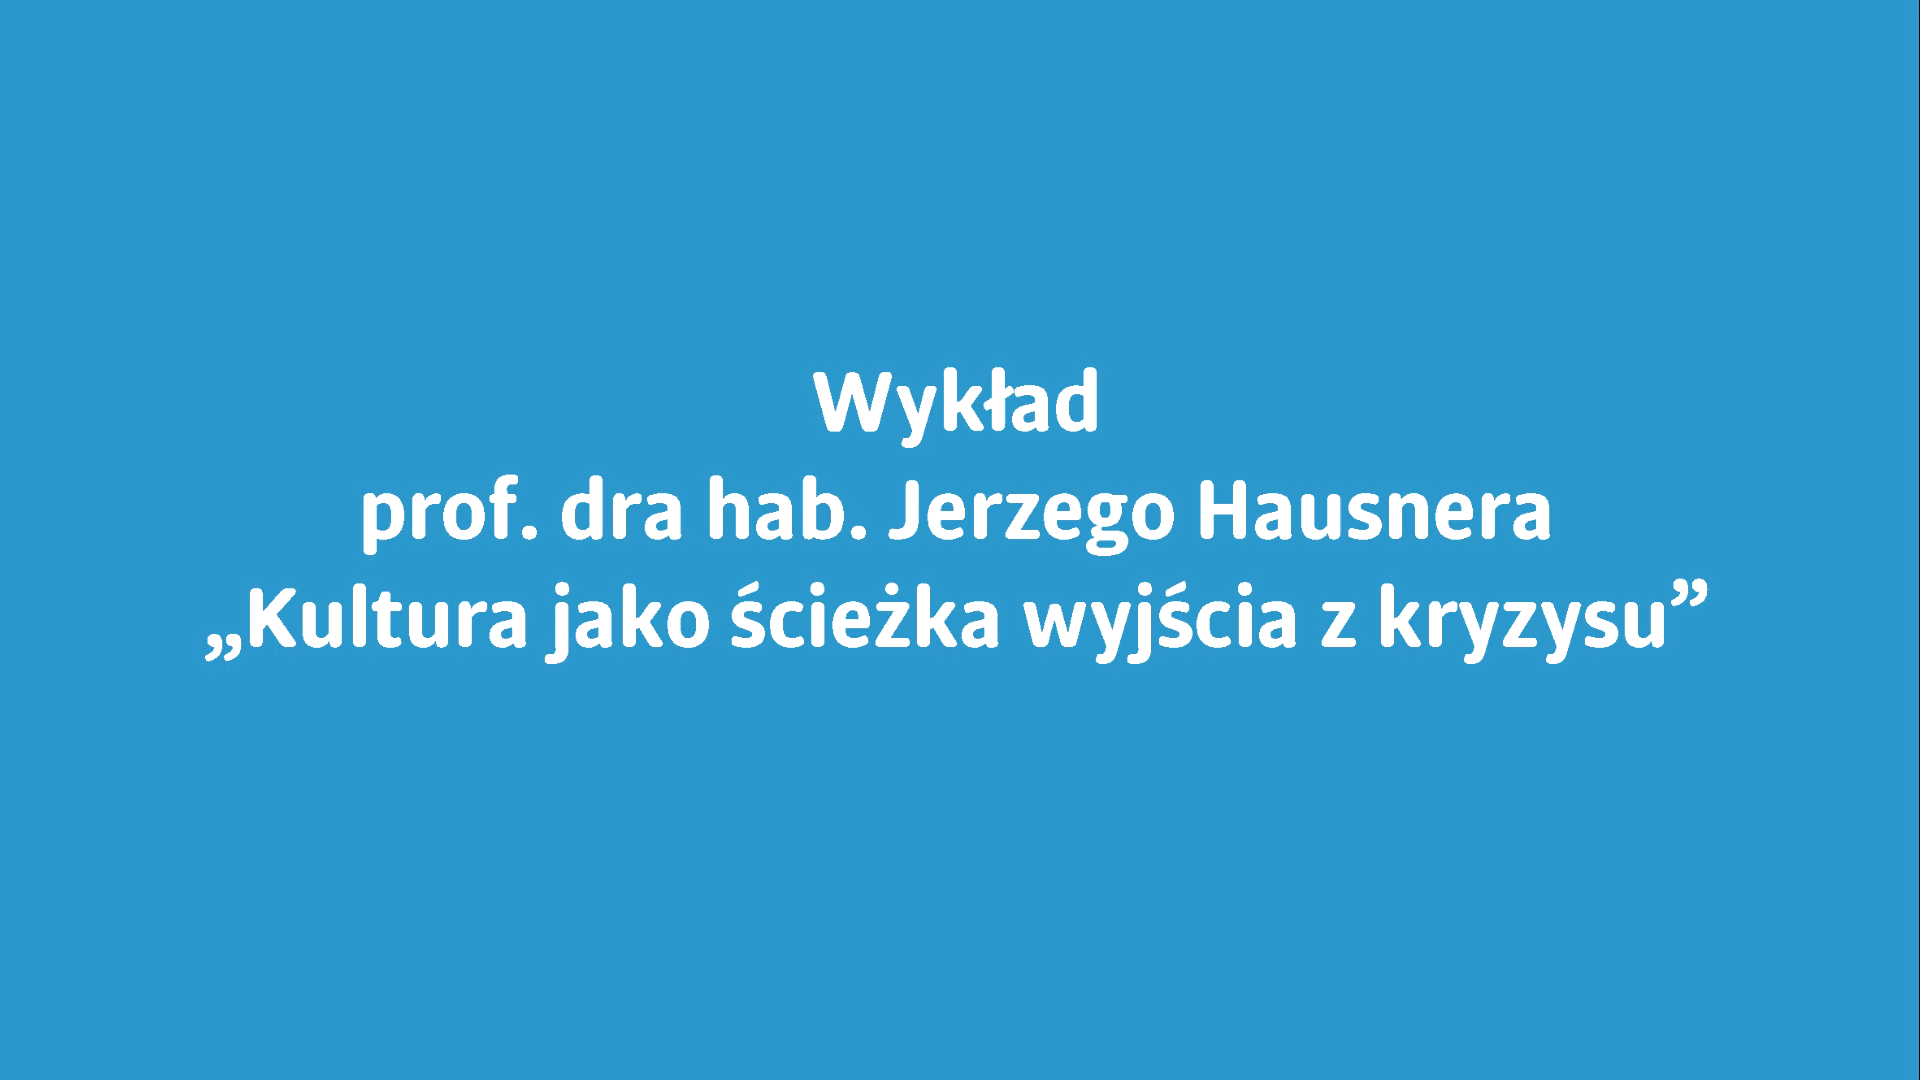 Wykład
prof. dra hab. Jerzego Hausnera
„Kultura jako ścieżka wyjścia z kryzysu”